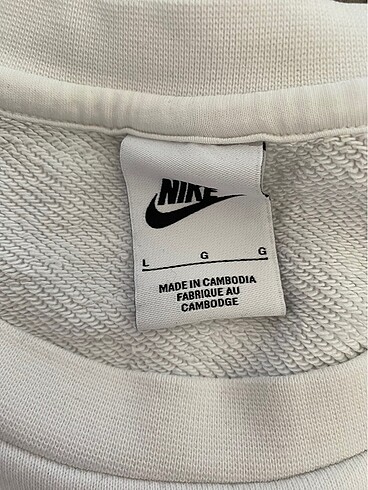 NIKE
L G G
MADE IN CAMBODIA
FABRIQUE AU
CAMBODGE